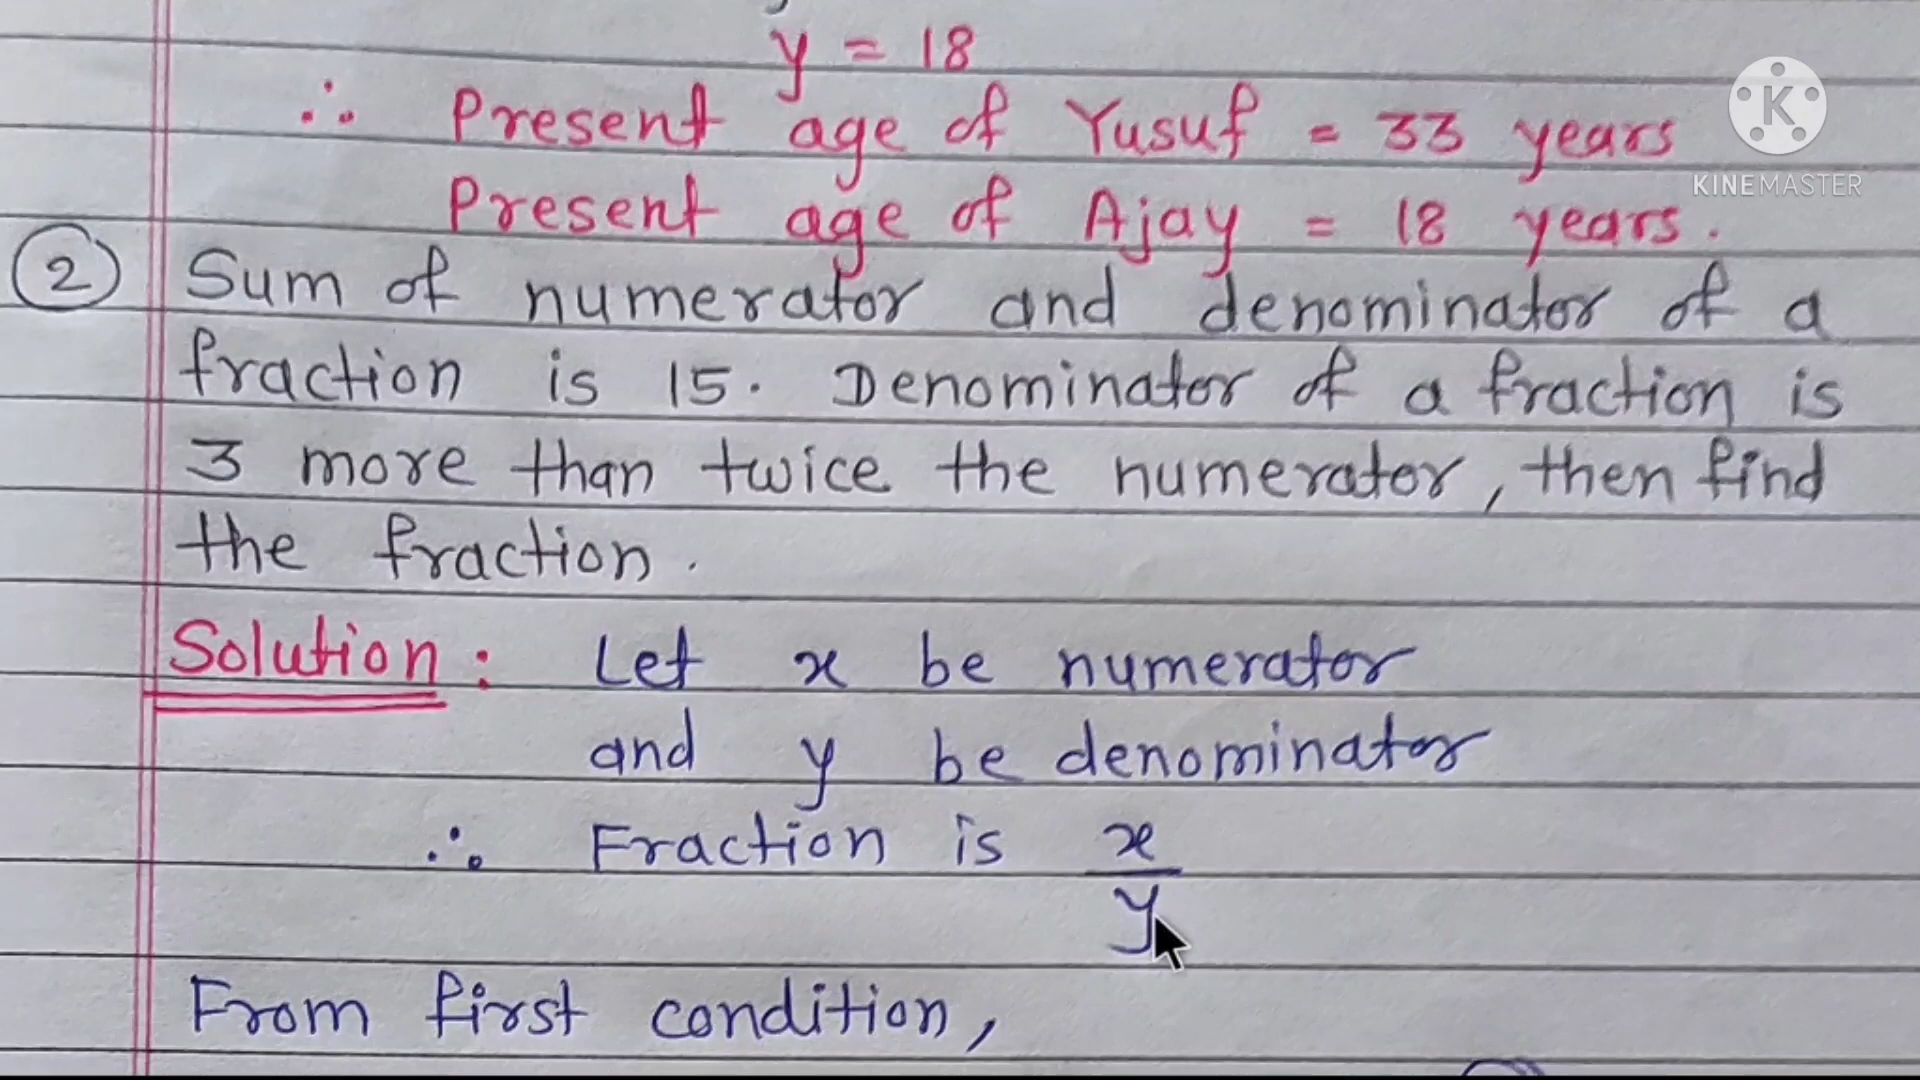 y = 18
∴ Present age of Yusuf = 33 years
KINEMASTER
Present age of Ajay = 18 years.
② Sum of numerator and denominator of a
fraction is 15. Denominator of a fraction is
3 more than twice the numerator, then find
the fraction.
Solution: Let x be numerator
and y be denominator
∴ Fraction is x/y
From first condition,